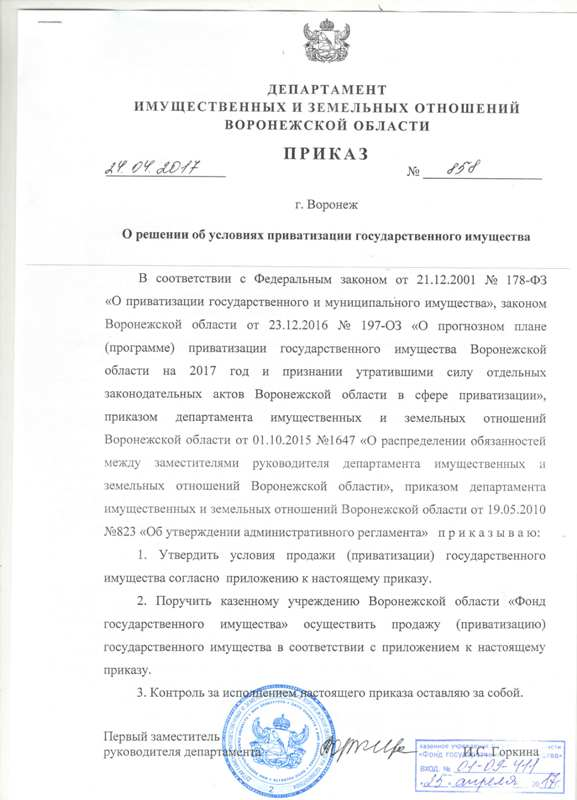 ДЕПАРТАМЕНТ
ИМУЩЕСТВЕННЫХ И ЗЕМЕЛЬНЫХ ОТНОШЕНИЙ
ВОРОНЕЖСКОЙ ОБЛАСТИ
ПРИКАЗ
24.04.2017 № 858
г. Воронеж
О решении об условиях приватизации государственного имущества
В соответствии с Федеральным законом от 21.12.2001 № 178-ФЗ
«О приватизации государственного и муниципального имущества», законом
Воронежской области от 23.12.2016 № 197-ОЗ «О прогнозном плане
(программе) приватизации государственного имущества Воронежской
области на 2017 год и признании утратившими силу отдельных
законодательных актов Воронежской области в сфере приватизации»,
приказом департамента имущественных и земельных отношений
Воронежской области от 01.10.2015 №1647 «О распределении обязанностей
между заместителями руководителя департамента имущественных и
земельных отношений Воронежской области», приказом департамента
имущественных и земельных отношений Воронежской области от 19.05.2010
№823 «Об утверждении административного регламента» п р и к а з ы в а ю:
1. Утвердить условия продажи (приватизации) государственного
имущества согласно приложению к настоящему приказу.
2. Поручить казенному учреждению Воронежской области «Фонд
государственного имущества» осуществить продажу (приватизацию)
государственного имущества в соответствии с приложением к настоящему
приказу.
3. Контроль за исполнением настоящего приказа оставляю за собой.
Первый заместитель
руководителя департамента И.С. Горкина
казенное учреждение
«ФОНД
ВХОД. № 01-09-411
«25» апреля 2017г.
2